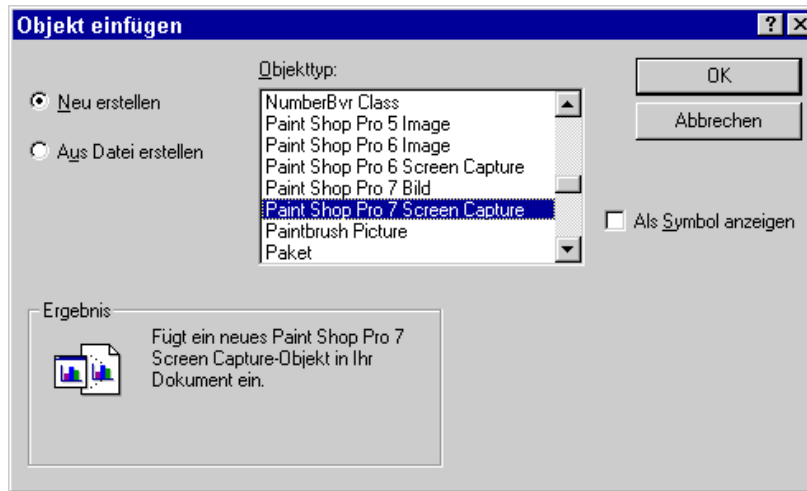 Objekt einfügen
Neu erstellen
Aus Datei erstellen
Objekttyp:
NumberBvr Class
Paint Shop Pro 5 Image
Paint Shop Pro 6 Image
Paint Shop Pro 6 Screen Capture
Paint Shop Pro 7 Bild
Paint Shop Pro 7 Screen Capture
Paintbrush Picture
Paket
OK
Abbrechen
Als Symbol anzeigen
Ergebnis
Fügt ein neues Paint Shop Pro 7
Screen Capture-Objekt in Ihr
Dokument ein.